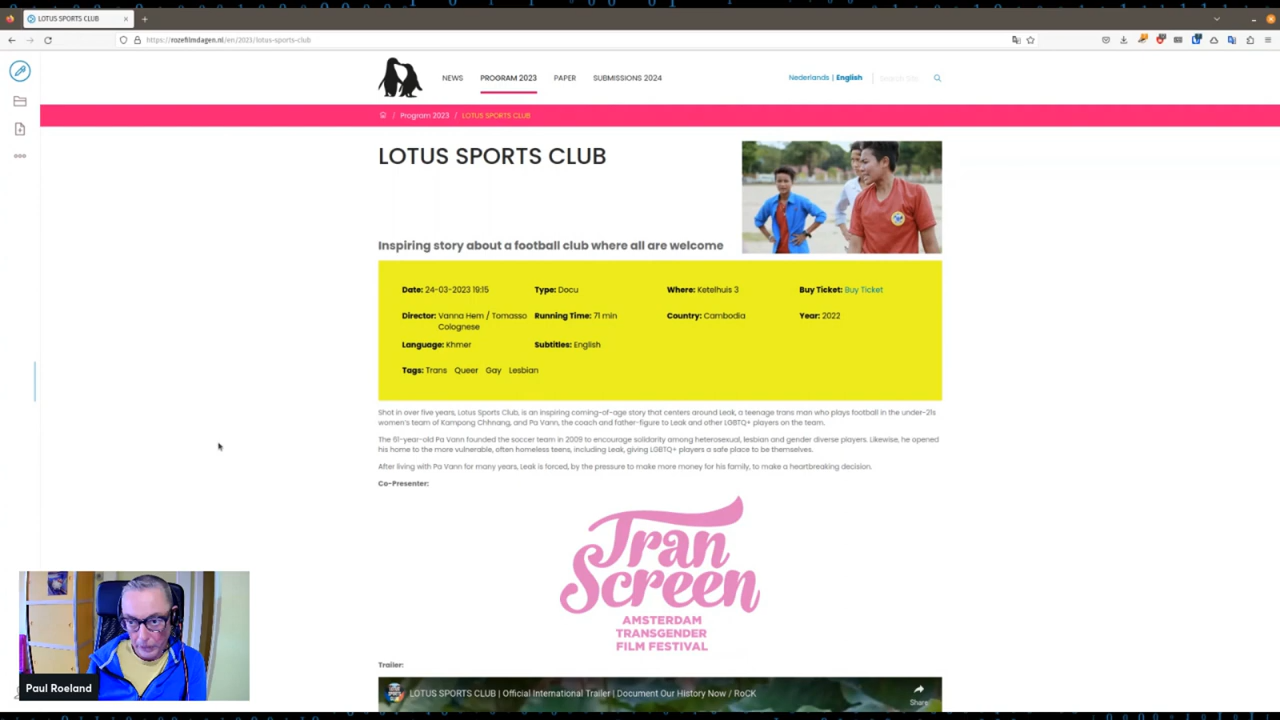 LOTUS SPORTS CLUB
https://rozefilmdagen.nl/en/2023/lotus-sports-club
NEWS
PROGRAM 2023
PAPER
SUBMISSIONS 2024
Nederlands | English
Program 2023 / LOTUS SPORTS CLUB
LOTUS SPORTS CLUB
Inspiring story about a football club where all are welcome
Date: 24-03-2023 19:15
Type: Docu
Where: Ketelhuis 3
Buy Ticket: Buy Ticket
Director: Vanna Hem / Tomasso
Colognese
Running Time: 71 min
Country: Cambodia
Year: 2022
Language: Khmer
Subtitles: English
Tags: Trans Queer Gay Lesbian
Shot in over five years, Lotus Sports Club, is an inspiring coming-of-age story that centers around Leak, a teenage trans man who plays football in the under-21s
women's team of Kampong Chhnang, and Pa Vann, the coach and father-figure to Leak and other LGBTQ+ players on the team.
The 61-year-old Pa Vann founded the soccer team in 2009 to encourage solidarity among heterosexual, lesbian and gender diverse players. Likewise, he opened
his home to the more vulnerable, often homeless teens, including Leak, giving LGBTQ+ players a safe place to be themselves.
After living with Pa Vann for many years, Leak is forced, by the pressure to make more money for his family, to make a heartbreaking decision.
Co-Presenter:
Tran
Screen
AMSTERDAM
TRANSGENDER
FILM FESTIVAL
Trailer:
LOTUS SPORTS CLUB | Official International Trailer | Document Our History Now / RoCK
Share
Paul Roeland